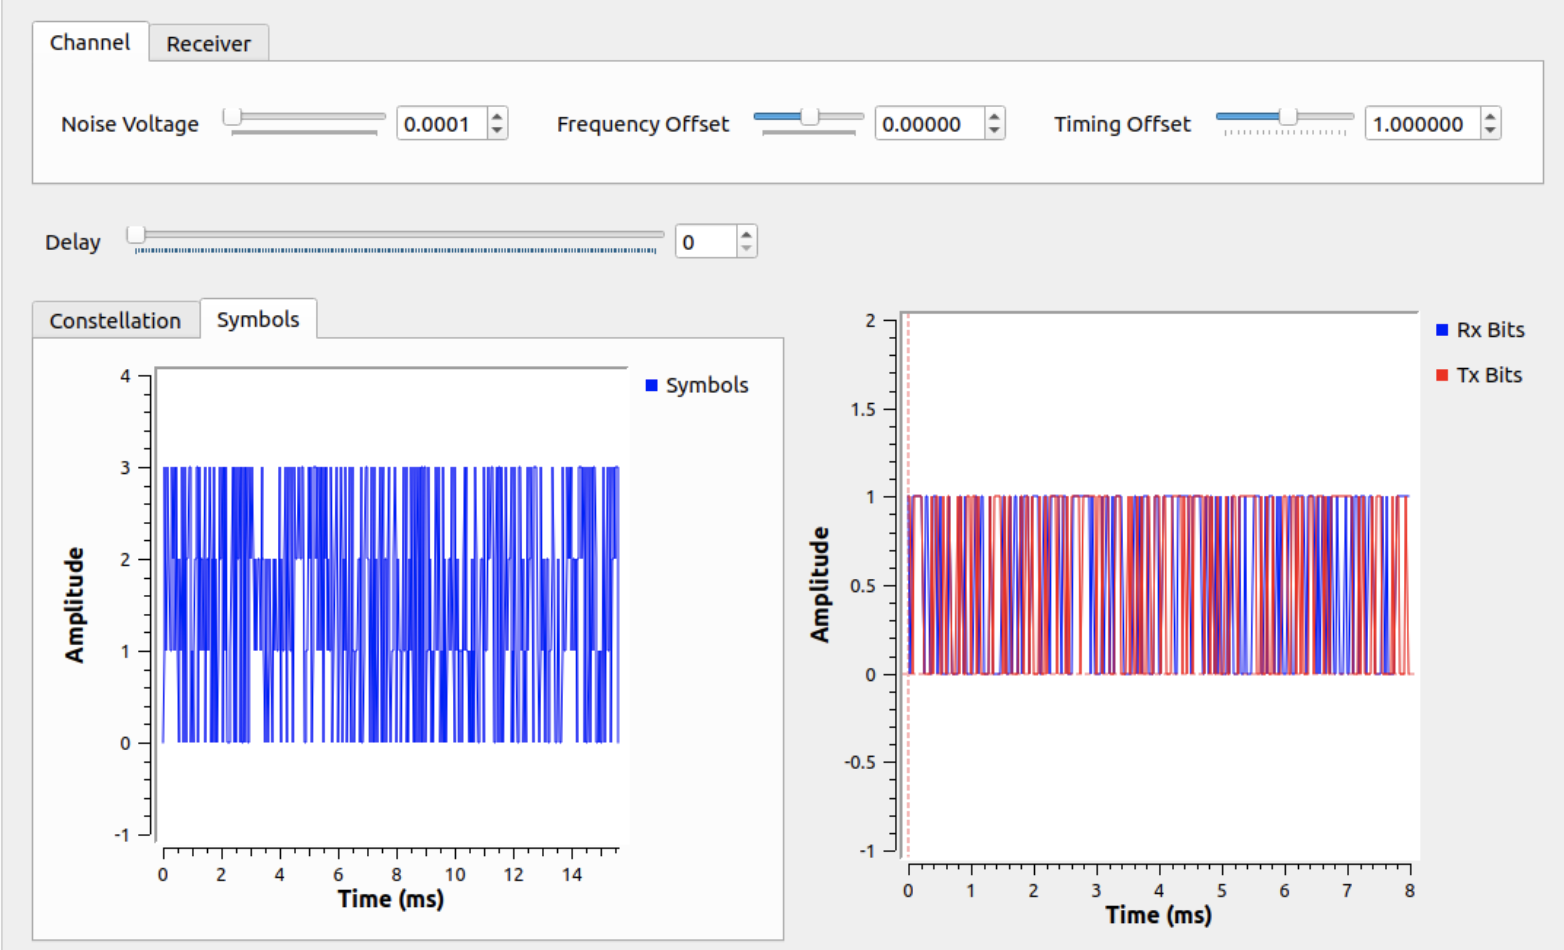 Channel Receiver
Noise Voltage 0.0001 Frequency Offset 0.00000 Timing Offset 1.000000
Delay 0
Constellation Symbols
4
3
2
1
0
-1
Amplitude
0 2 4 6 8 10 12 14
Time (ms)
Symbols
2
1.5
1
0.5
0
-0.5
-1
Amplitude
0 1 2 3 4 5 6 7 8
Time (ms)
Rx Bits
Tx Bits